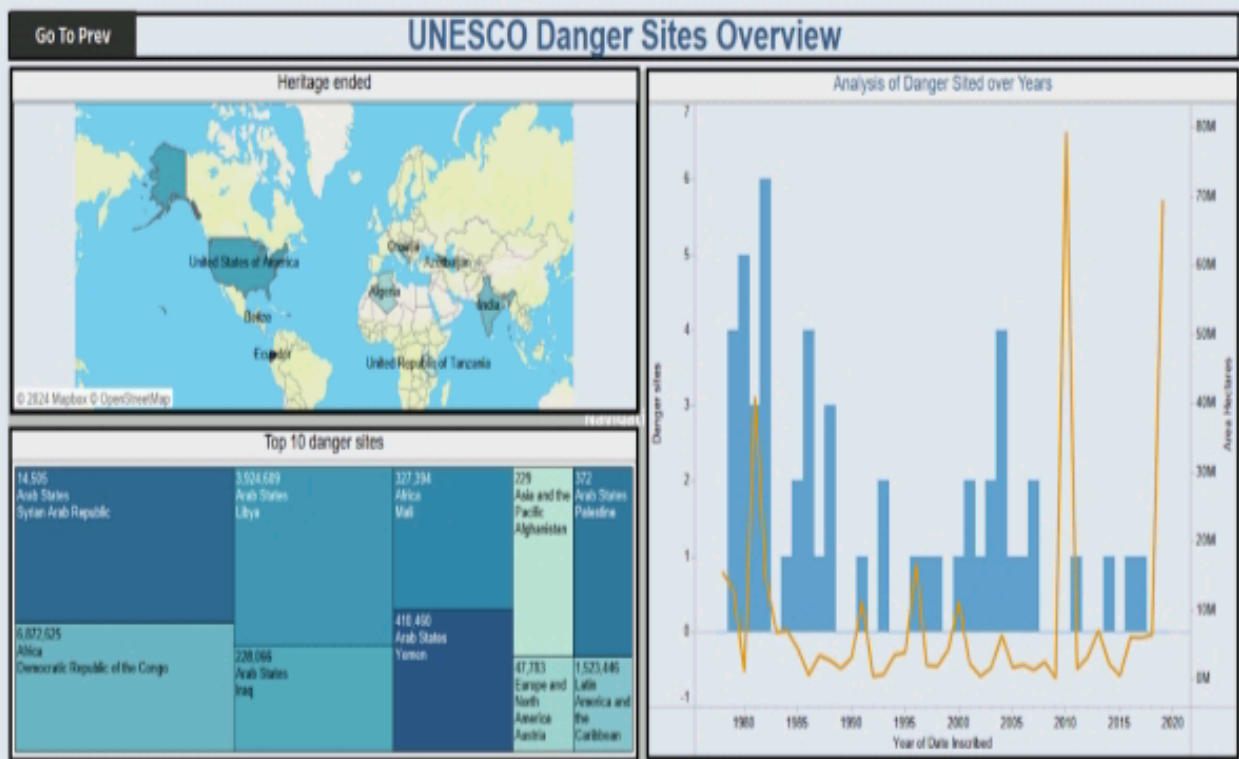 Go To Prev
UNESCO Danger Sites Overview
Heritage ended
United States of America
Croatia
Azerbaijan
Algeria
India
Belize
Ecuador
United Republic of Tanzania
© 2024 Mapbox © OpenStreetMap
Top 10 danger sites
14,505
Arab States
Syrian Arab Republic
6,872,625
Africa
Democratic Republic of the Congo
3,924,689
Arab States
Libya
228,066
Arab States
Iraq
327,394
Africa
Mali
410,460
Arab States
Yemen
229
Asia and the
Pacific
Afghanistan
47,783
Europe and
North
America
Austria
372
Arab States
Palestine
1,523,446
Latin
America and
the
Caribbean
Analysis of Danger Sited over Years
Danger sites
7
6
5
4
3
2
1
0
-1
Area Hectares
80M
70M
60M
50M
40M
30M
20M
10M
0M
1980
1985
1990
1995
2000
2005
2010
2015
2020
Year of Date Inscribed